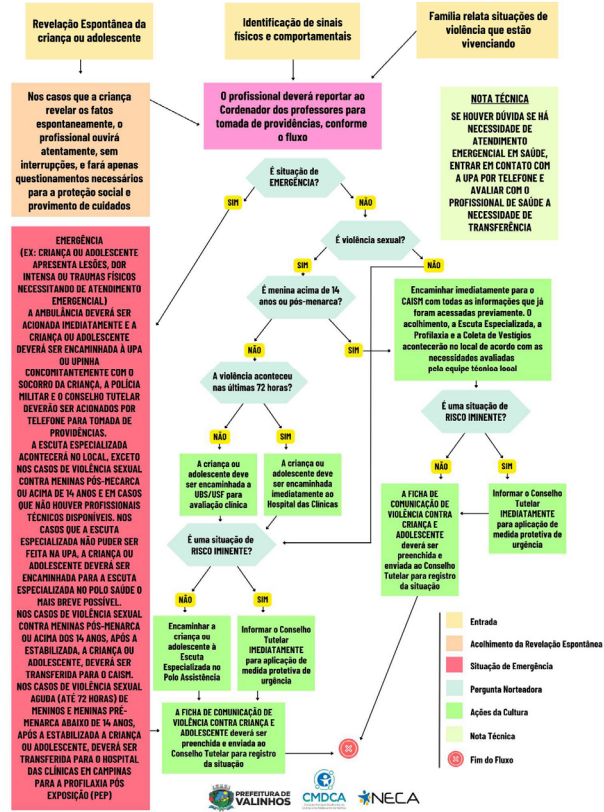 Revelação Espontânea da
criança ou adolescente
Identificação de sinais
físicos e comportamentais
Família relata situações de
violência que estão
vivenciando
Nos casos que a criança
revelar os fatos
espontaneamente, o
profissional ouvirá
atentamente, sem
interrupções, e fará apenas
questionamentos necessários
para a proteção social e
provimento de cuidados
O profissional deverá reportar ao
Cordenador dos professores para
tomada de providências, conforme
o fluxo
NOTA TÉCNICA
SE HOUVER DÚVIDA SE HÁ
NECESSIDADE DE
ATENDIMENTO
EMERGENCIAL EM SAÚDE,
ENTRAR EM CONTATO COM
A UPA POR TELEFONE E
AVALIAR COM O
PROFISSIONAL DE SAÚDE A
NECESSIDADE DE
TRANSFERÊNCIA
É situação de
EMERGÊNCIA?
SIM
NÃO
É violência sexual?
SIM
NÃO
EMERGÊNCIA
(EX: CRIANÇA OU ADOLESCENTE
APRESENTA LESÕES, DOR
INTENSA OU TRAUMAS FÍSICOS
NECESSITANDO DE ATENDIMENTO
EMERGENCIAL)
A AMBULÂNCIA DEVERÁ SER
ACIONADA IMEDIATAMENTE E A
CRIANÇA OU ADOLESCENTE
DEVERÁ SER ENCAMINHADA À UPA
OU UPINHA
CONCOMITANTEMENTE COM O
SOCORRO DA CRIANÇA, A POLÍCIA
MILITAR E O CONSELHO TUTELAR
DEVERÃO SER ACIONADOS POR
TELEFONE PARA TOMADA DE
PROVIDÊNCIAS.
A ESCUTA ESPECIALIZADA
ACONTECERÁ NO LOCAL, EXCETO
NOS CASOS DE VIOLÊNCIA SEXUAL
CONTRA MENINAS PÓS-MECARCA
OU ACIMA DE 14 ANOS E EM CASOS
QUE NÃO HOUVER PROFISSIONAIS
TÉCNICOS DISPONÍVEIS. NOS
CASOS QUE A ESCUTA
ESPECIALIZADA NÃO PUDER SER
FEITA NA UPA, A CRIANÇA OU
ADOLESCENTE DEVERÁ SER
ENCAMINHADA PARA A ESCUTA
ESPECIALIZADA NO POLO SAÚDE O
MAIS BREVE POSSÍVEL.
NOS CASOS DE VIOLÊNCIA SEXUAL
CONTRA MENINAS PÓS-MENARCA
OU ACIMA DOS 14 ANOS, APÓS A
ESTABILIZADA, A CRIANÇA OU
ADOLESCENTE, DEVERÁ SER
TRANSFERIDA PARA O CAISM.
NOS CASOS DE VIOLÊNCIA SEXUAL
AGUDA (ATÉ 72 HORAS) DE
MENINOS E MENINAS PRÉ-
MENARCA ABAIXO DE 14 ANOS,
APÓS A ESTABILIZADA A CRIANÇA
OU ADOLESCENTE, DEVERÁ SER
TRANSFERIDA PARA O HOSPITAL
DAS CLÍNICAS EM CAMPINAS
PARA A PROFILAXIA PÓS
EXPOSIÇÃO (PEP)
É menina acima de 14
anos ou pós-menarca?
NÃO
SIM
Encaminhar imediatamente para o
CAISM com todas as informações que já
foram acessadas previamente. O
acolhimento, a Escuta Especializada, a
Profilaxia e a Coleta de Vestígios
acontecerão no local de acordo com as
necessidades avaliadas
pela equipe técnica local
A violência aconteceu
nas últimas 72 horas?
NÃO
SIM
A criança ou
adolescente deve
ser encaminhada a
UBS/USF para
avaliação clínica
A criança ou
adolescente deve
ser encaminhada
imediatamente ao
Hospital das Clínicas
É uma situação de
RISCO IMINENTE?
NÃO
SIM
A FICHA DE
COMUNICAÇÃO DE
VIOLÊNCIA CONTRA
CRIANÇA E
ADOLESCENTE
deverá ser
preenchida e
enviada ao Conselho
Tutelar para registro
da situação
Informar o Conselho
Tutelar
IMEDIATAMENTE
para aplicação de
medida protetiva de
urgência
É uma situação de
RISCO IMINENTE?
NÃO
SIM
Encaminhar a
criança ou
adolescente à
Escuta
Especializada no
Polo Assistência
Informar o Conselho
Tutelar
IMEDIATAMENTE para
aplicação de medida
protetiva de
urgência
A FICHA DE COMUNICAÇÃO DE
VIOLÊNCIA CONTRA CRIANÇA E
ADOLESCENTE deverá ser
preenchida e enviada ao
Conselho Tutelar para registro
da situação
Entrada
Acolhimento da Revelação Espontânea
Situação de Emergência
Pergunta Norteadora
Ações da Cultura
Nota Técnica
Fim do Fluxo
PREFEITURA DE
VALINHOS
CMDCA
NECA